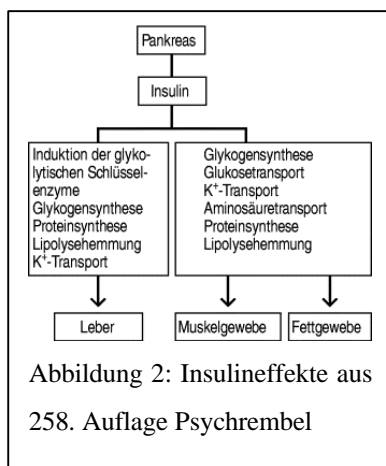 Pankreas
Insulin
Induktion der glyko-
lytischen Schlüssel-
enzyme
Glykogensynthese
Proteinsynthese
Lipolysehemmung
K⁺-Transport
Glykogensynthese
Glukosetransport
K⁺-Transport
Aminosäuretransport
Proteinsynthese
Lipolysehemmung
Leber
Muskelgewebe
Fettgewebe
Abbildung 2: Insulineffekte aus
258. Auflage Psychrembel